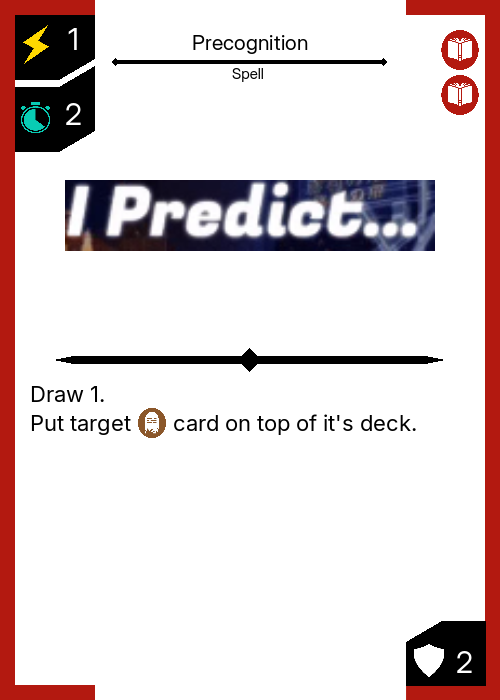 1
Precognition
Spell
2
I Predict...
Draw 1.
Put target card on top of it's deck.
2